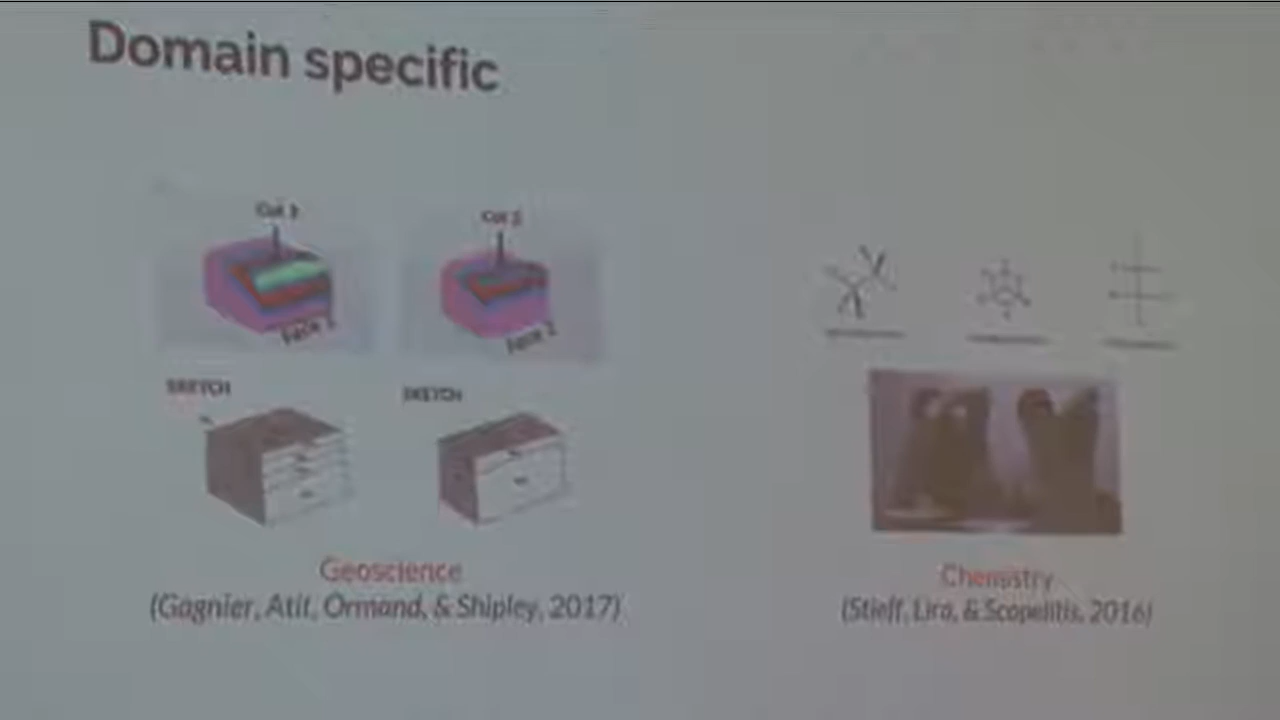 Domain specific
Cut 1
Cut 2
Face 1
Face 2
SKETCH
SKETCH
Geoscience
(Gagnier, Atit, Ormand, & Shipley, 2017)
Chemistry
(Stieff, Lira, & Scopelitis, 2016)